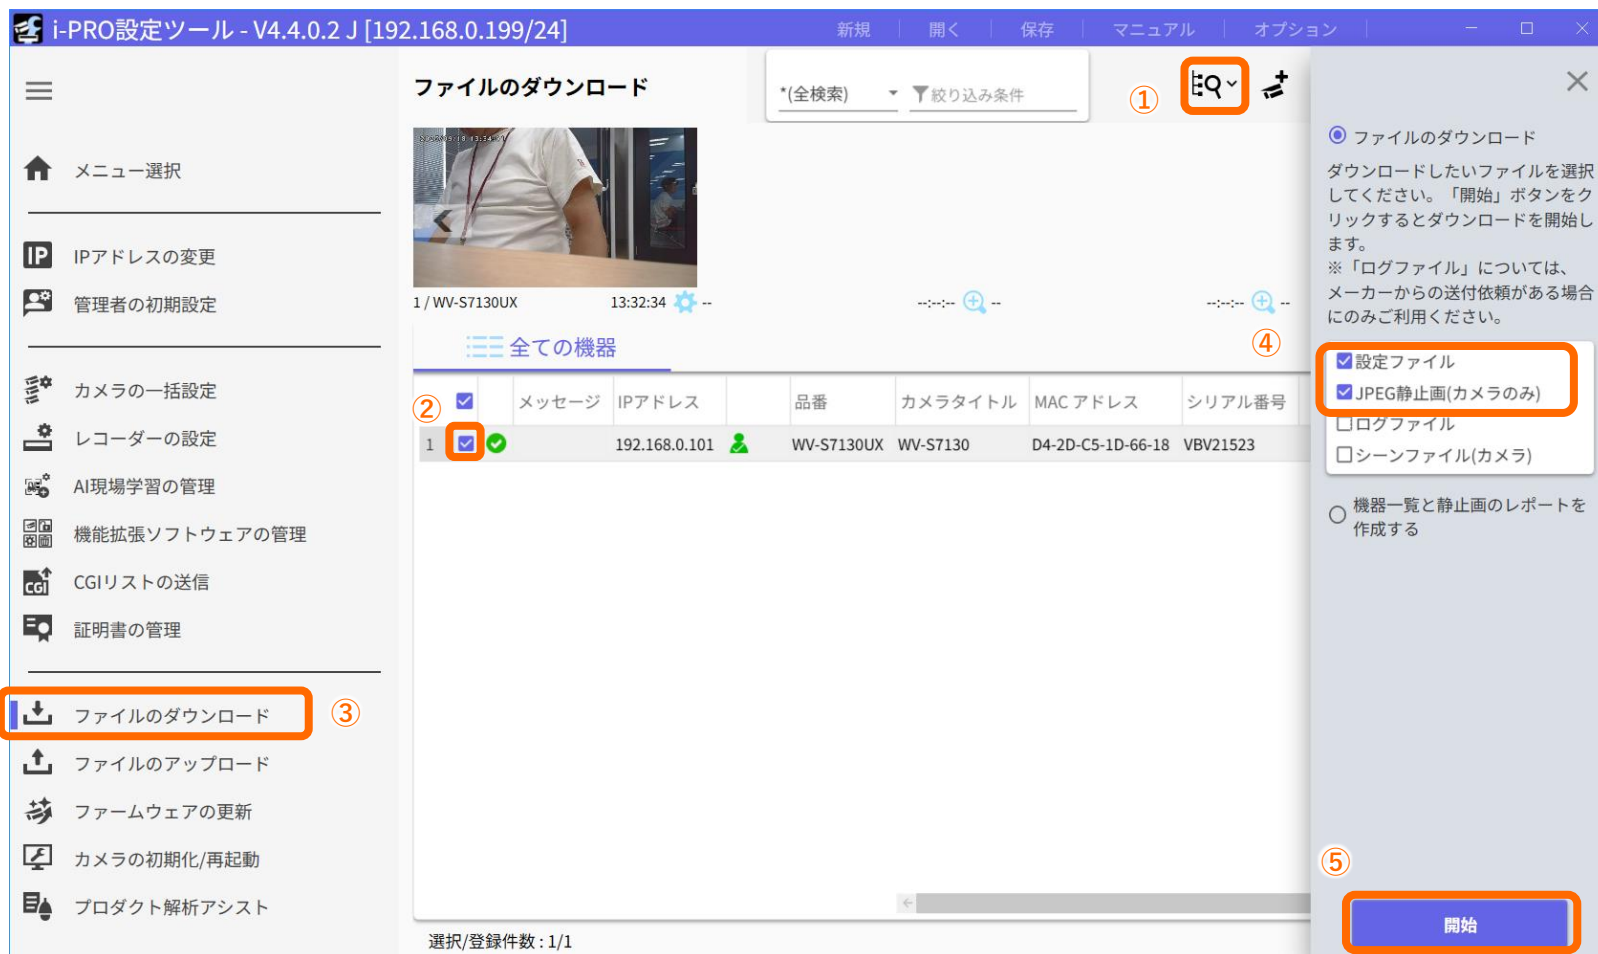 i-PRO設定ツール - V4.4.0.2 J [192.168.0.199/24]
新規
開く
保存
マニュアル
オプション
メニュー選択
IPアドレスの変更
管理者の初期設定
カメラの一括設定
レコーダーの設定
AI現場学習の管理
機能拡張ソフトウェアの管理
CGIリストの送信
証明書の管理
ファイルのダウンロード
③
ファイルのアップロード
ファームウェアの更新
カメラの初期化/再起動
プロダクト解析アシスト
ファイルのダウンロード
*(全検索)
絞り込み条件
①
1 / WV-S7130UX
13:32:34
--
--:--:--
--
--:--:--
--
全ての機器
④
②
メッセージ
IPアドレス
品番
カメラタイトル
MAC アドレス
シリアル番号
1
192.168.0.101
WV-S7130UX
WV-S7130
D4-2D-C5-1D-66-18
VBV21523
選択/登録件数 : 1/1
ファイルのダウンロード
ダウンロードしたいファイルを選択
してください。「開始」ボタンをク
リックするとダウンロードを開始し
ます。
※「ログファイル」については、
メーカーからの送付依頼がある場合
にのみご利用ください。
設定ファイル
JPEG静止画(カメラのみ)
ログファイル
シーンファイル(カメラ)
機器一覧と静止画のレポートを
作成する
⑤
開始